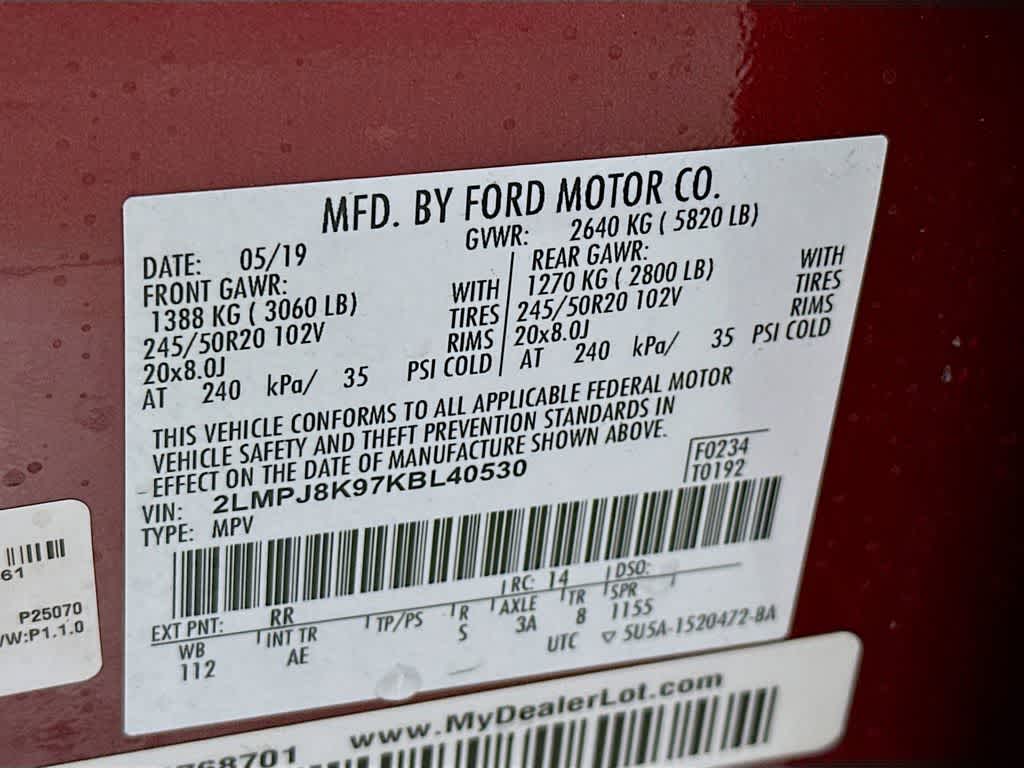 MFD. BY FORD MOTOR CO.
DATE: 05/19
GVWR: 2640 KG ( 5820 LB)
FRONT GAWR:
1388 KG ( 3060 LB) WITH
245/50R20 102V TIRES
20x8.0J RIMS
AT 240 kPa/ 35 PSI COLD
REAR GAWR:
1270 KG ( 2800 LB) WITH
245/50R20 102V TIRES
20x8.0J RIMS
AT 240 kPa/ 35 PSI COLD
THIS VEHICLE CONFORMS TO ALL APPLICABLE FEDERAL MOTOR
VEHICLE SAFETY AND THEFT PREVENTION STANDARDS IN
EFFECT ON THE DATE OF MANUFACTURE SHOWN ABOVE.
VIN: 2LMPJ8K97KBL40530
TYPE: MPV
F0234
T0192
EXT PNT: RR RC: 14 DSO:
WB INT TR TP/PS R AXLE TR SPR
112 AE S 3A 8 1155
UTC ▽ 5U5A-1520472-BA
61
P25070
/W:P1.1.0
68701 www.MyDealerLot.com